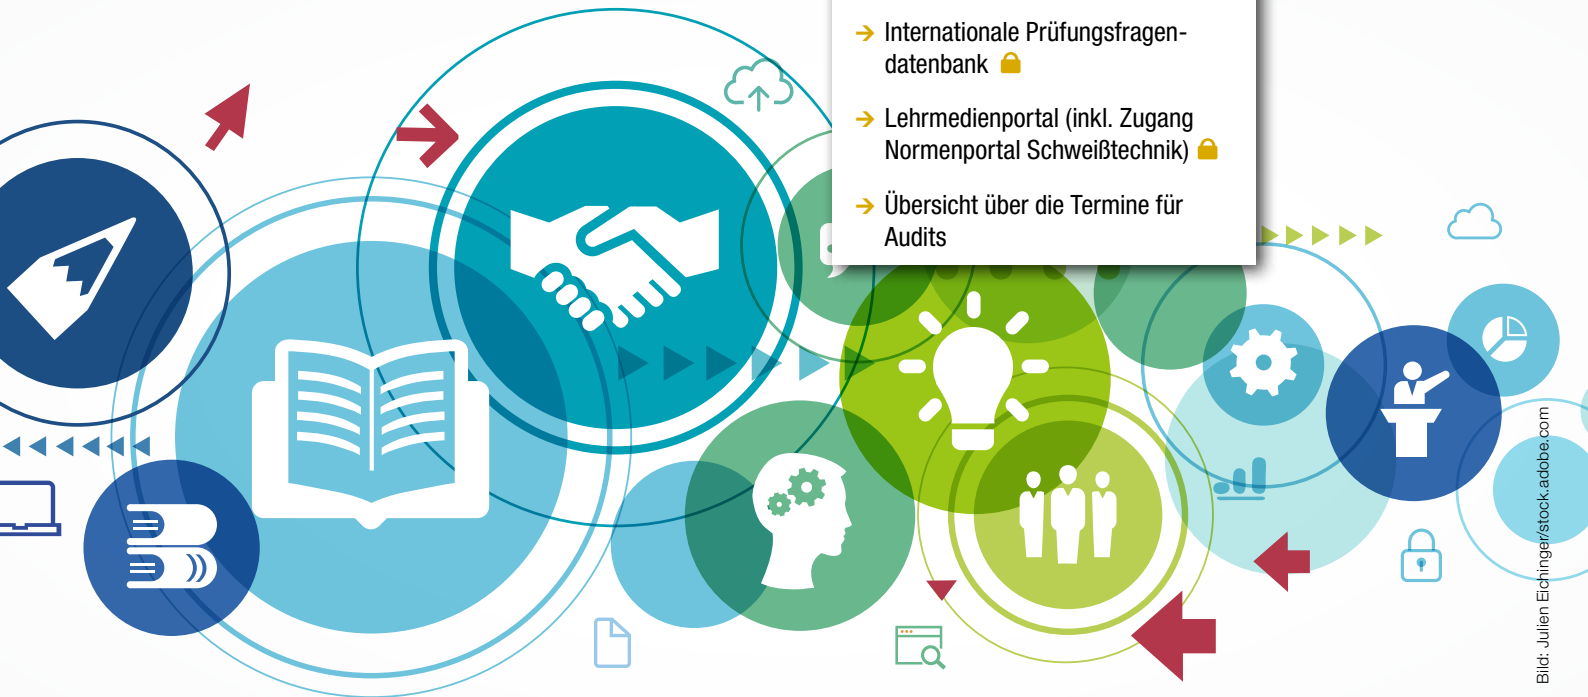 → Internationale Prüfungsfragen-
datenbank
→ Lehrmedienportal (inkl. Zugang
Normenportal Schweißtechnik)
→ Übersicht über die Termine für
Audits
Bild: Julien Eichinger/stock.adobe.com